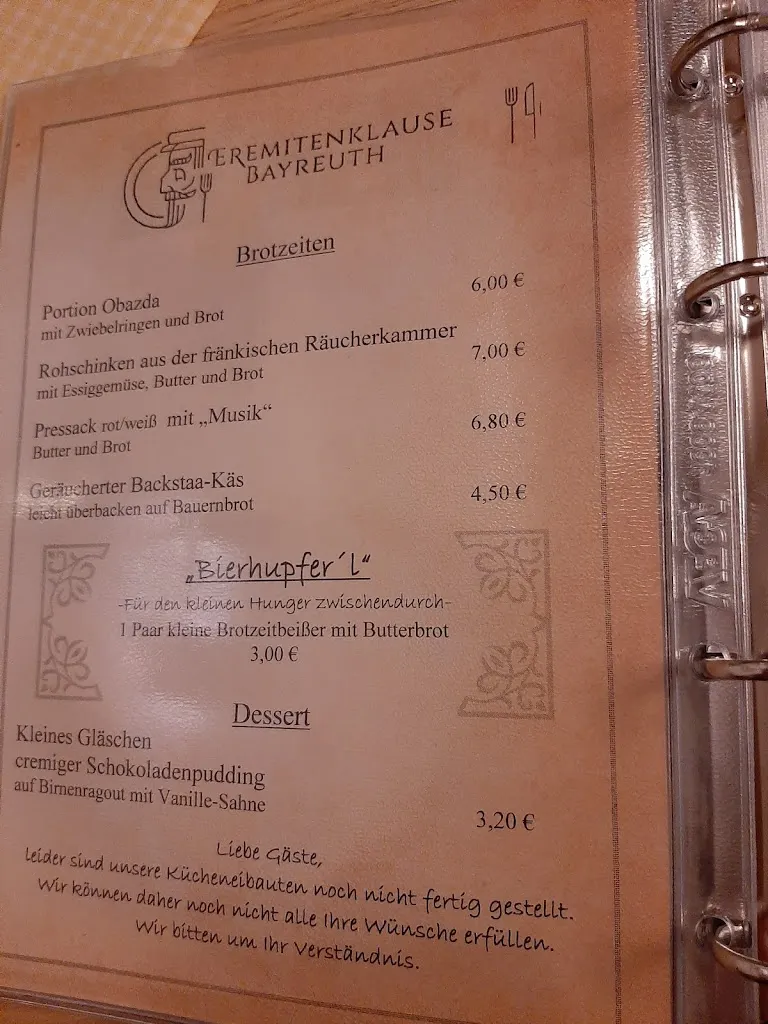 EREMITENKLAUSE
BAYREUTH
Brotzeiten
Portion Obazda
6,00 €
mit Zwiebelringen und Brot
Rohschinken aus der fränkischen Räucherkammer
7,00 €
mit Essiggemüse, Butter und Brot
Pressack rot/weiß mit „Musik“
6,80 €
Butter und Brot
Geräucherter Backstaa-Käs
4,50 €
leicht überbacken auf Bauernbrot
„Bierhupfer´l“
-Für den kleinen Hunger zwischendurch-
1 Paar kleine Brotzeitbeißer mit Butterbrot
3,00 €
Dessert
Kleines Gläschen
cremiger Schokoladenpudding
auf Birnenragout mit Vanille-Sahne
3,20 €
Liebe Gäste,
leider sind unsere Kücheneibauten noch nicht fertig gestellt.
Wir können daher noch nicht alle Ihre Wünsche erfüllen.
Wir bitten um Ihr Verständnis.